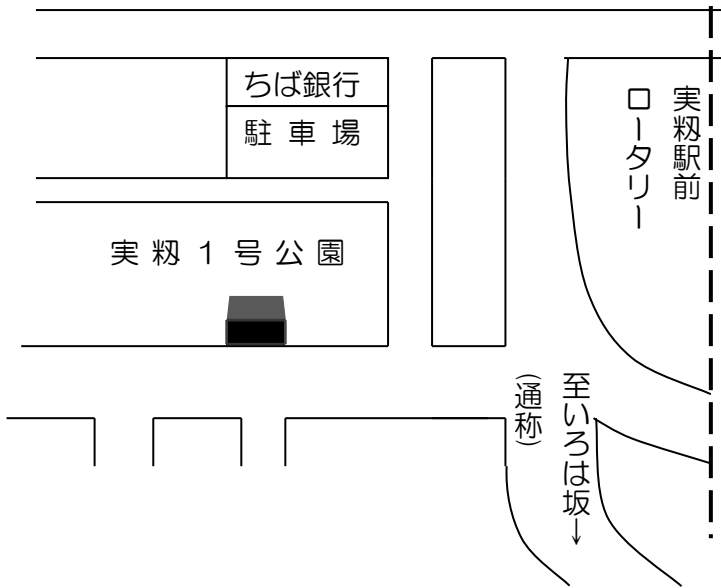 ちば銀行
駐車場
実籾駅前
ロータリー
実籾1号公園
至いろは坂→
(通称)